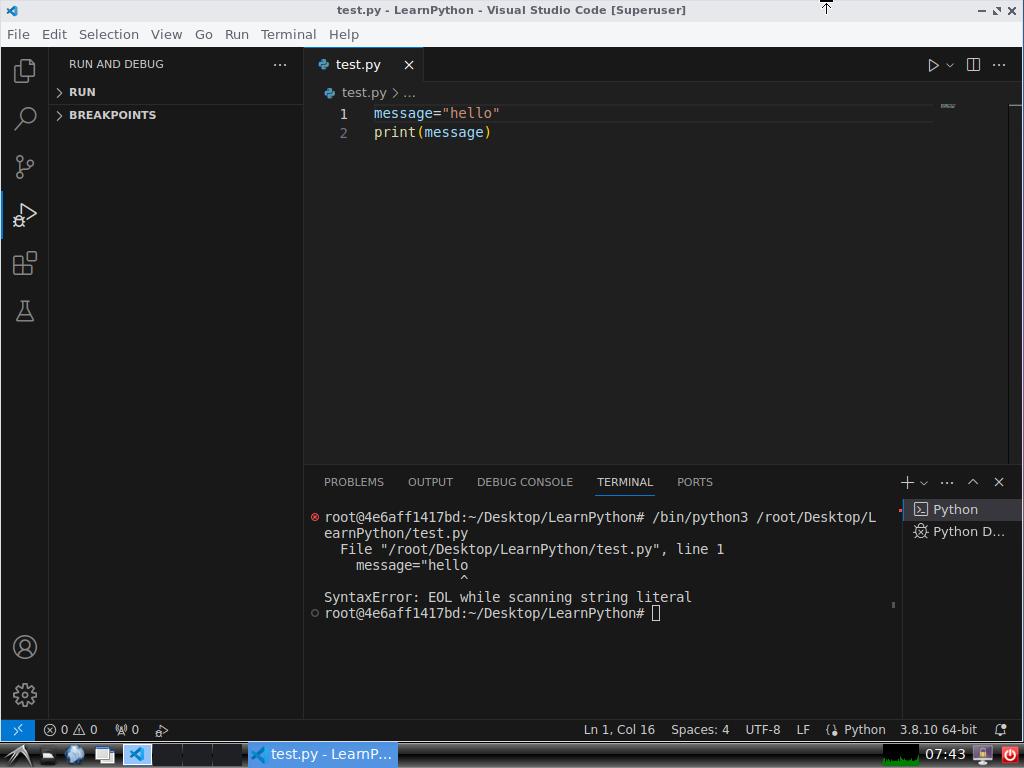 test.py - LearnPython - Visual Studio Code [Superuser]
File Edit Selection View Go Run Terminal Help
RUN AND DEBUG
RUN
BREAKPOINTS
test.py
test.py > ...
1 message="hello"
2 print(message)
PROBLEMS OUTPUT DEBUG CONSOLE TERMINAL PORTS
root@4e6aff1417bd:~/Desktop/LearnPython# /bin/python3 /root/Desktop/L
earnPython/test.py
File "/root/Desktop/LearnPython/test.py", line 1
message="hello
^
SyntaxError: EOL while scanning string literal
root@4e6aff1417bd:~/Desktop/LearnPython#
Python
Python D...
0 0 0 Ln 1, Col 16 Spaces: 4 UTF-8 LF Python 3.8.10 64-bit
test.py - LearnP... 07:43